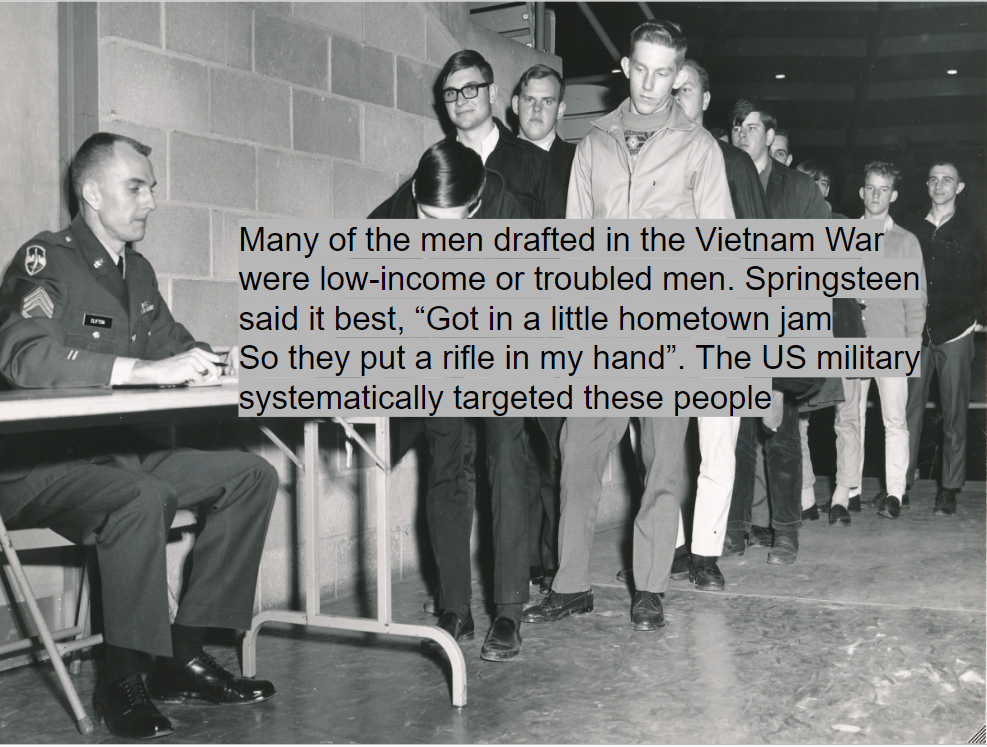 Many of the men drafted in the Vietnam War
were low-income or troubled men. Springsteen
said it best, “Got in a little hometown jam
So they put a rifle in my hand”. The US military
systematically targeted these people
CLIFTON